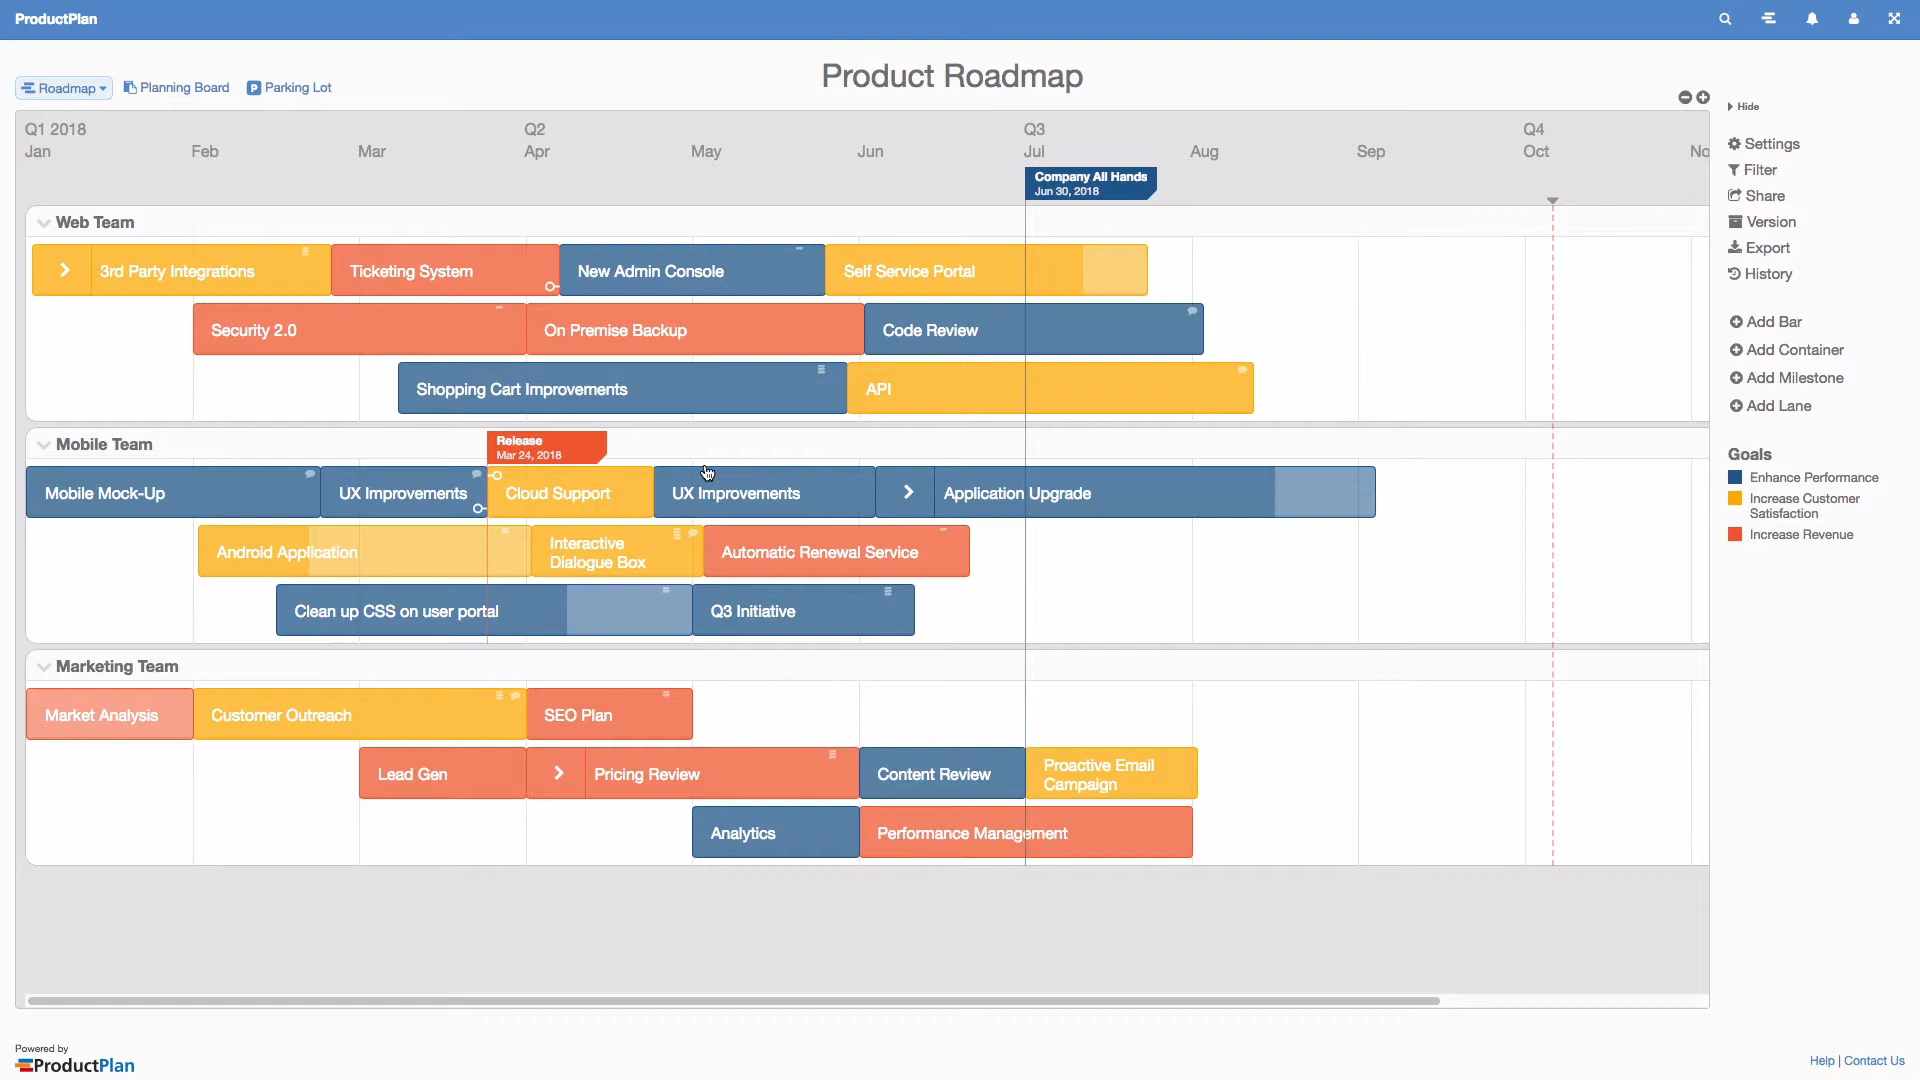 ProductPlan
Product Roadmap
Roadmap
Planning Board
P Parking Lot
Hide
Q1 2018
Q2
Q3
Q4
Jan
Feb
Mar
Apr
May
Jun
Jul
Aug
Sep
Oct
No
Company All Hands
Jun 30, 2018
Web Team
3rd Party Integrations
Ticketing System
New Admin Console
Self Service Portal
Security 2.0
On Premise Backup
Code Review
Shopping Cart Improvements
API
Mobile Team
Release
Mar 24, 2018
Mobile Mock-Up
UX Improvements
Cloud Support
UX Improvements
Application Upgrade
Android Application
Interactive
Dialogue Box
Automatic Renewal Service
Clean up CSS on user portal
Q3 Initiative
Marketing Team
Market Analysis
Customer Outreach
SEO Plan
Lead Gen
Pricing Review
Content Review
Proactive Email
Campaign
Analytics
Performance Management
Settings
Filter
Share
Version
Export
History
Add Bar
Add Container
Add Milestone
Add Lane
Goals
Enhance Performance
Increase Customer
Satisfaction
Increase Revenue
Powered by
ProductPlan
Help | Contact Us